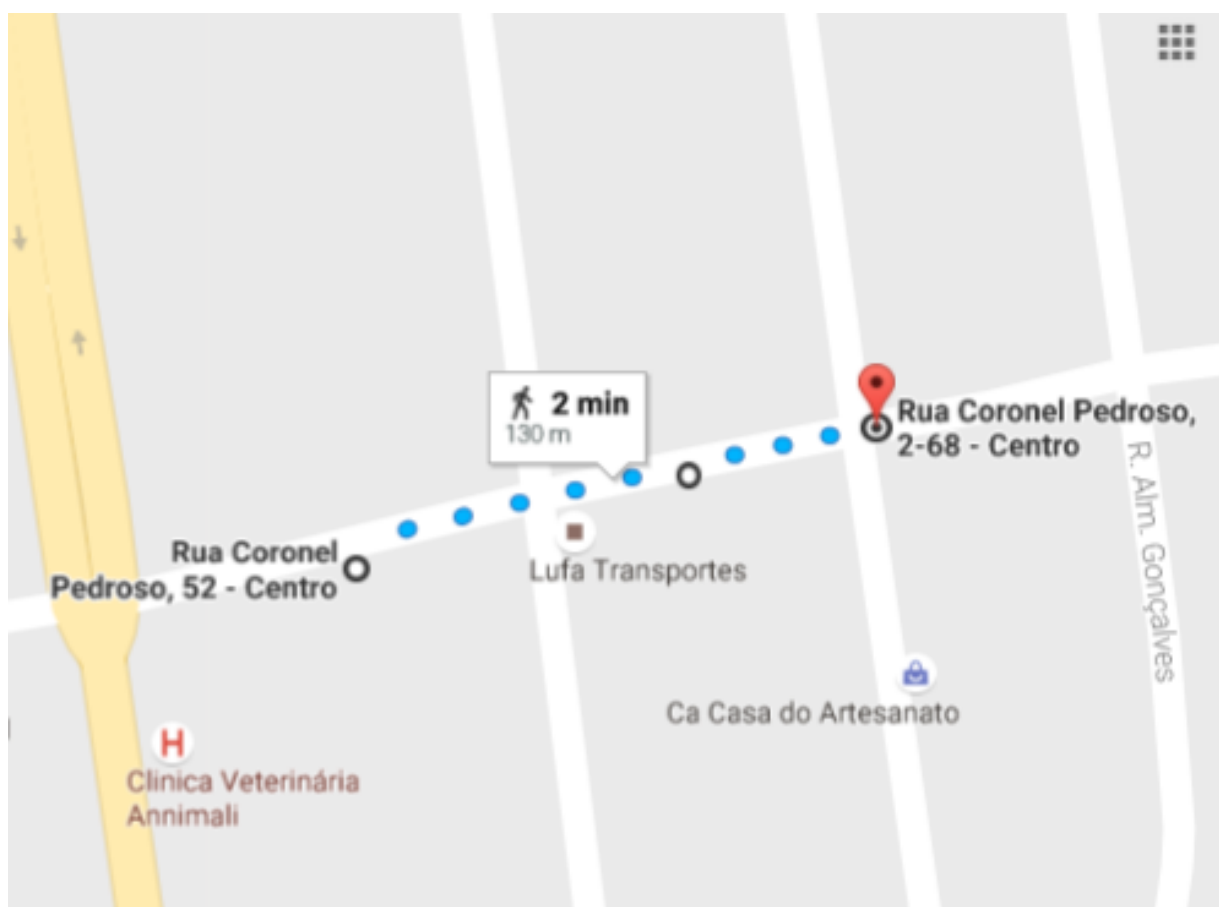 2 min
130 m
Rua Coronel Pedroso,
2-68 - Centro
Rua Coronel
Pedroso, 52 - Centro
Lufa Transportes
R. Alm. Gonçalves
Ca Casa do Artesanato
H
Clinica Veterinária
Annimali